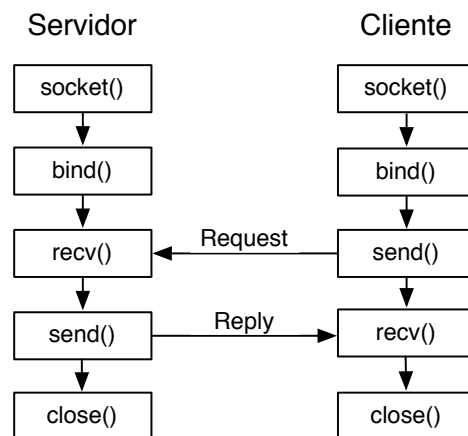 Servidor
Cliente
socket()
socket()
bind()
bind()
Request
recv()
send()
Reply
send()
recv()
close()
close()